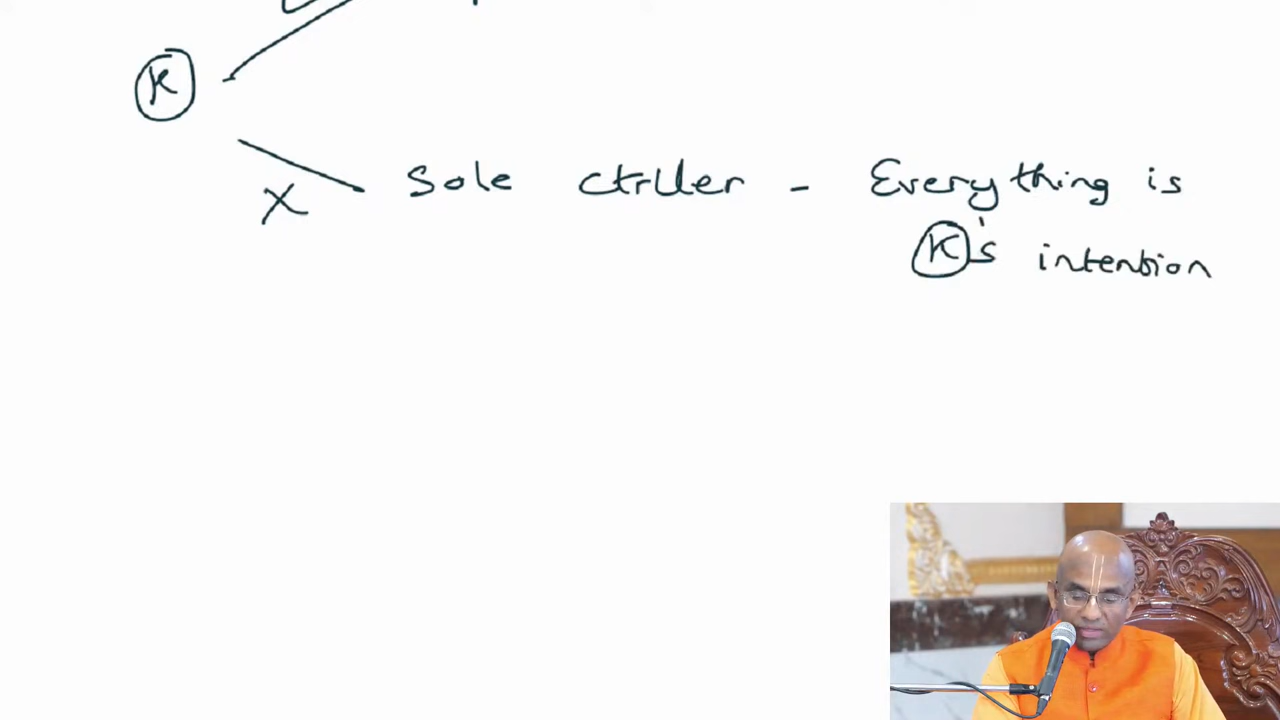 K
X Sole ctrller - Everything is
K's intention